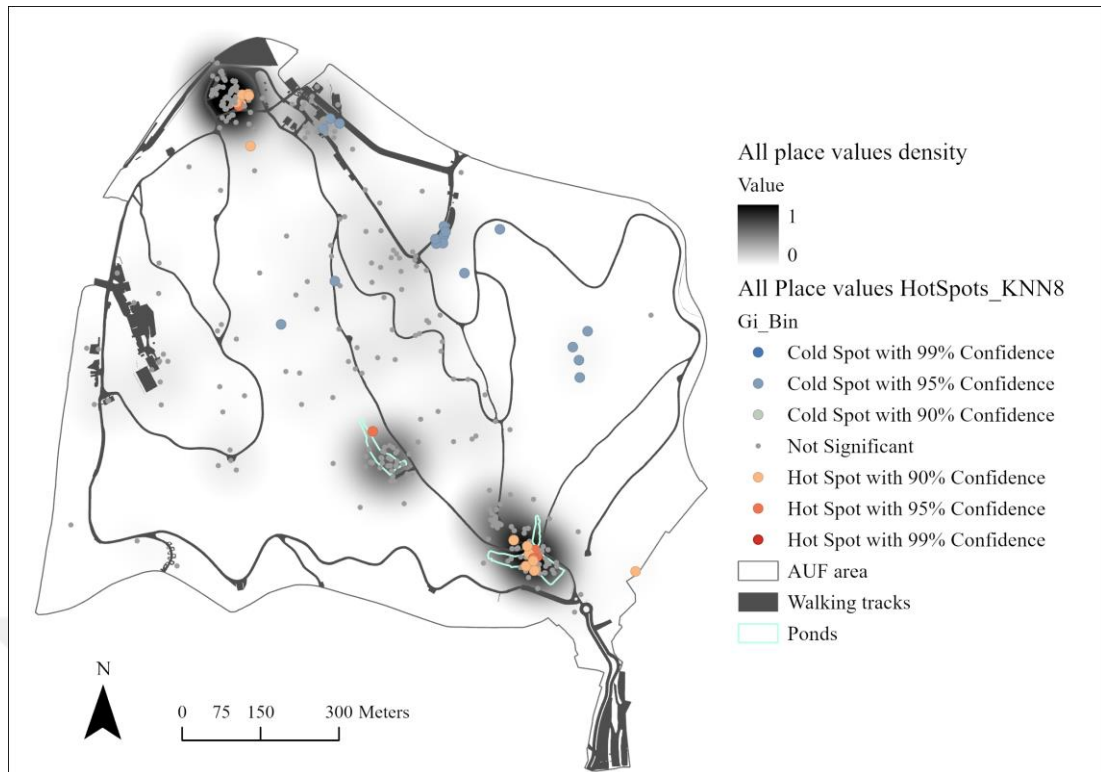 All place values density
Value
1
0
All Place values HotSpots_KNN8
Gi_Bin
Cold Spot with 99% Confidence
Cold Spot with 95% Confidence
Cold Spot with 90% Confidence
Not Significant
Hot Spot with 90% Confidence
Hot Spot with 95% Confidence
Hot Spot with 99% Confidence
AUF area
Walking tracks
Ponds
N
0 75 150 300 Meters